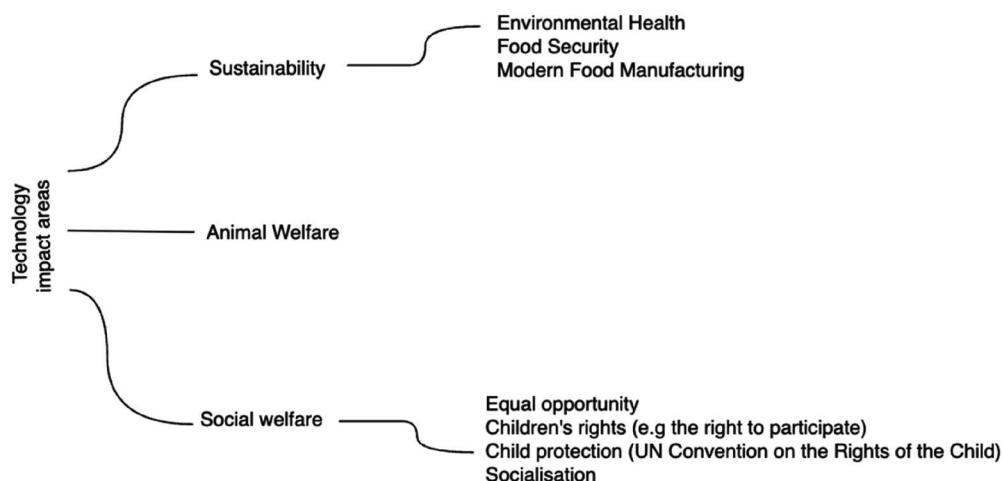 Technology
impact areas
Sustainability
Environmental Health
Food Security
Modern Food Manufacturing
Animal Welfare
Social welfare
Equal opportunity
Children's rights (e.g the right to participate)
Child protection (UN Convention on the Rights of the Child)
Socialisation